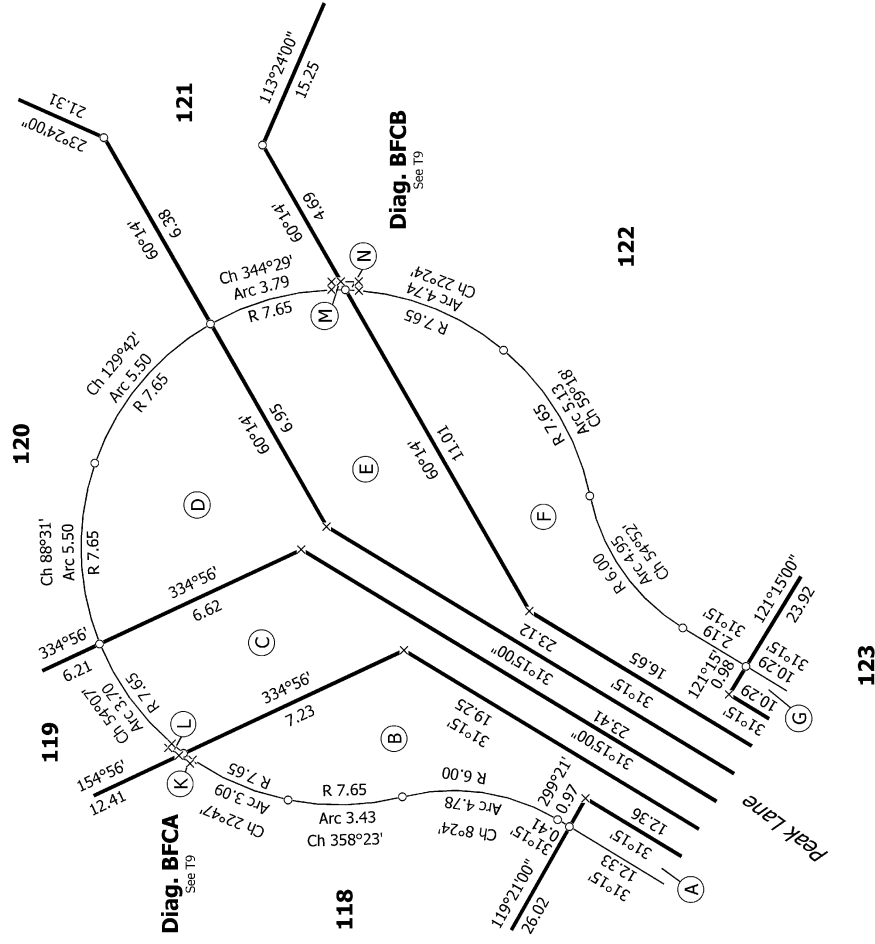 21.31
23°24'00"
121
113°24'00"
15.25
6.38
60°14'
4.69
60°14'
Diag. BFCB
See T9
Ch 344°29'
Arc 3.79
R 7.65
N
M
Ch 22°24'
Arc 4.74
R 7.65
122
Ch 129°42'
Arc 5.50
R 7.65
120
6.95
60°14'
11.01
60°14'
Ch 59°18'
Arc 5.13
R 7.65
E
D
F
Ch 88°31'
Arc 5.50
R 7.65
Ch 54°52'
Arc 4.95
R 6.00
334°56'
6.62
334°56'
6.21
C
R 7.65
Arc 3.70
Ch 54°07'
119
L
K
154°56'
12.41
334°56'
7.23
B
R 7.65
Arc 3.09
Ch 22°47'
R 7.65
Arc 3.43
Ch 358°23'
R 6.00
Arc 4.78
Ch 8°24'
Diag. BFCA
See T9
118
23.12
31°15'00"
16.65
31°15'
23.41
31°15'00"
19.25
31°15'
12.36
31°15'
299°21'
0.97
0.41
31°15'
12.33
31°15'
119°21'00"
26.02
A
Peak Lane
31°15'
2.19
121°15'
0.98
121°15'00"
23.92
31°15'
10.29
10.29
31°15'
G
123